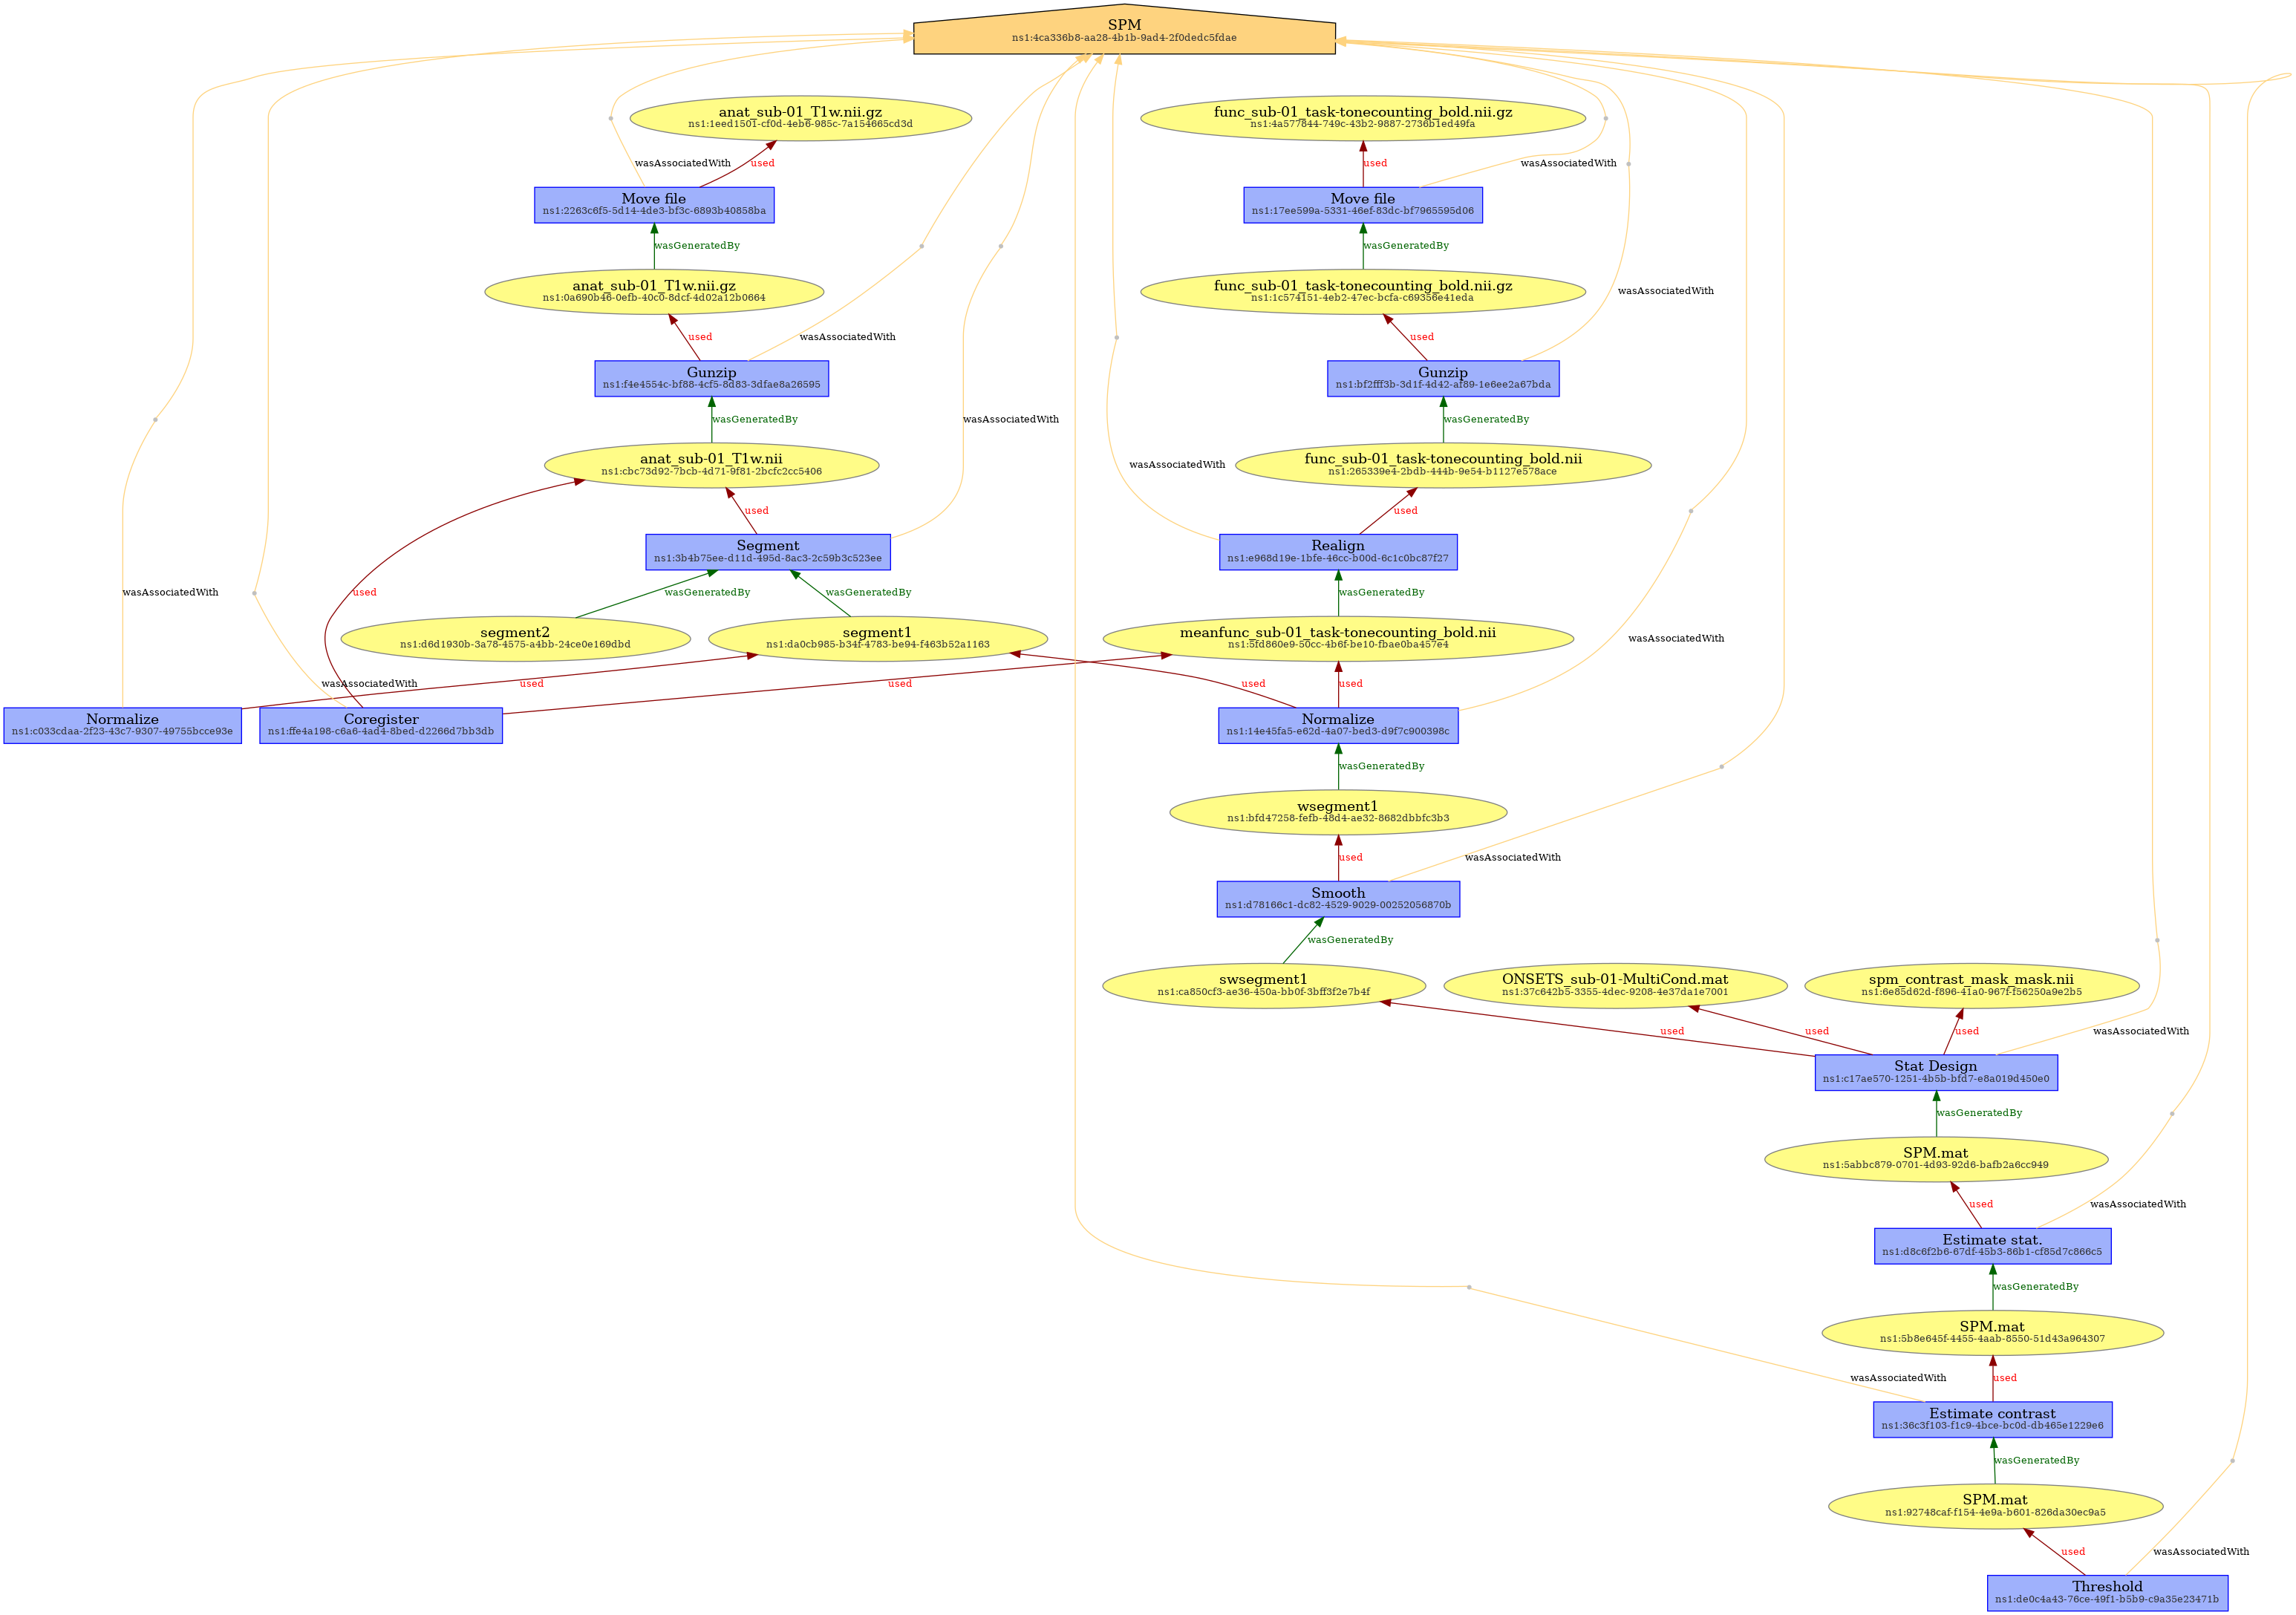 SPM
ns1:4ca336b8-aa28-4b1b-9ad4-2f0dedc5fdae
anat_sub-01_T1w.nii.gz
ns1:1eed1501-cf0d-4eb6-985c-7a154665cd3d
func_sub-01_task-tonecounting_bold.nii.gz
ns1:4a577844-749c-43b2-9887-2736b1ed49fa
wasAssociatedWith
used
used
wasAssociatedWith
Move file
ns1:2263c6f5-5d14-4de3-bf3c-6893b40858ba
Move file
ns1:17ee599a-5331-46ef-83dc-bf7965595d06
wasGeneratedBy
wasGeneratedBy
anat_sub-01_T1w.nii.gz
ns1:0a690b46-0efb-40c0-8dcf-4d02a12b0664
func_sub-01_task-tonecounting_bold.nii.gz
ns1:1c574151-4eb2-47ec-bcfa-c69356e41eda
wasAssociatedWith
used
wasAssociatedWith
used
Gunzip
ns1:f4e4554c-bf88-4cf5-8d83-3dfae8a26595
Gunzip
ns1:bf2fff3b-3d1f-4d42-af89-1e6ee2a67bda
wasGeneratedBy
wasAssociatedWith
wasGeneratedBy
anat_sub-01_T1w.nii
ns1:cbc73d92-7bcb-4d71-9f81-2bcfc2cc5406
wasAssociatedWith
func_sub-01_task-tonecounting_bold.nii
ns1:265339e4-2bdb-444b-9e54-b1127e578ace
used
used
Segment
ns1:3b4b75ee-d11d-495d-8ac3-2c59b3c523ee
Realign
ns1:e968d19e-1bfe-46cc-b00d-6c1c0bc87f27
wasAssociatedWith
used
wasGeneratedBy
wasGeneratedBy
wasGeneratedBy
segment2
ns1:d6d1930b-3a78-4575-a4bb-24ce0e169dbd
segment1
ns1:da0cb985-b34f-4783-be94-f463b52a1163
meanfunc_sub-01_task-tonecounting_bold.nii
ns1:5fd860e9-50cc-4b6f-be10-fbae0ba457e4
wasAssociatedWith
wasAssociatedWith
used
used
used
used
Normalize
ns1:c033cdaa-2f23-43c7-9307-49755bcce93e
Coregister
ns1:ffe4a198-c6a6-4ad4-8bed-d2266d7bb3db
Normalize
ns1:14e45fa5-e62d-4a07-bed3-d9f7c900398c
wasGeneratedBy
wsegment1
ns1:bfd47258-fefb-48d4-ae32-8682dbbfc3b3
used
wasAssociatedWith
Smooth
ns1:d78166c1-dc82-4529-9029-00252056870b
wasGeneratedBy
swsegment1
ns1:ca850cf3-ae36-450a-bb0f-3bff3f2e7b4f
ONSETS_sub-01-MultiCond.mat
ns1:37c642b5-3355-4dec-9208-4e37da1e7001
spm_contrast_mask_mask.nii
ns1:6e85d62d-f896-41a0-967f-f56250a9e2b5
used
used
used
wasAssociatedWith
Stat Design
ns1:c17ae570-1251-4b5b-bfd7-e8a019d450e0
wasGeneratedBy
SPM.mat
ns1:5abbc879-0701-4d93-92d6-bafb2a6cc949
used
wasAssociatedWith
Estimate stat.
ns1:d8c6f2b6-67df-45b3-86b1-cf85d7c866c5
wasGeneratedBy
SPM.mat
ns1:5b8e645f-4455-4aab-8550-51d43a964307
wasAssociatedWith
used
Estimate contrast
ns1:36c3f103-f1c9-4bce-bc0d-db465e1229e6
wasGeneratedBy
SPM.mat
ns1:92748caf-f154-4e9a-b601-826da30ec9a5
used
wasAssociatedWith
Threshold
ns1:de0c4a43-76ce-49f1-b5b9-c9a35e23471b